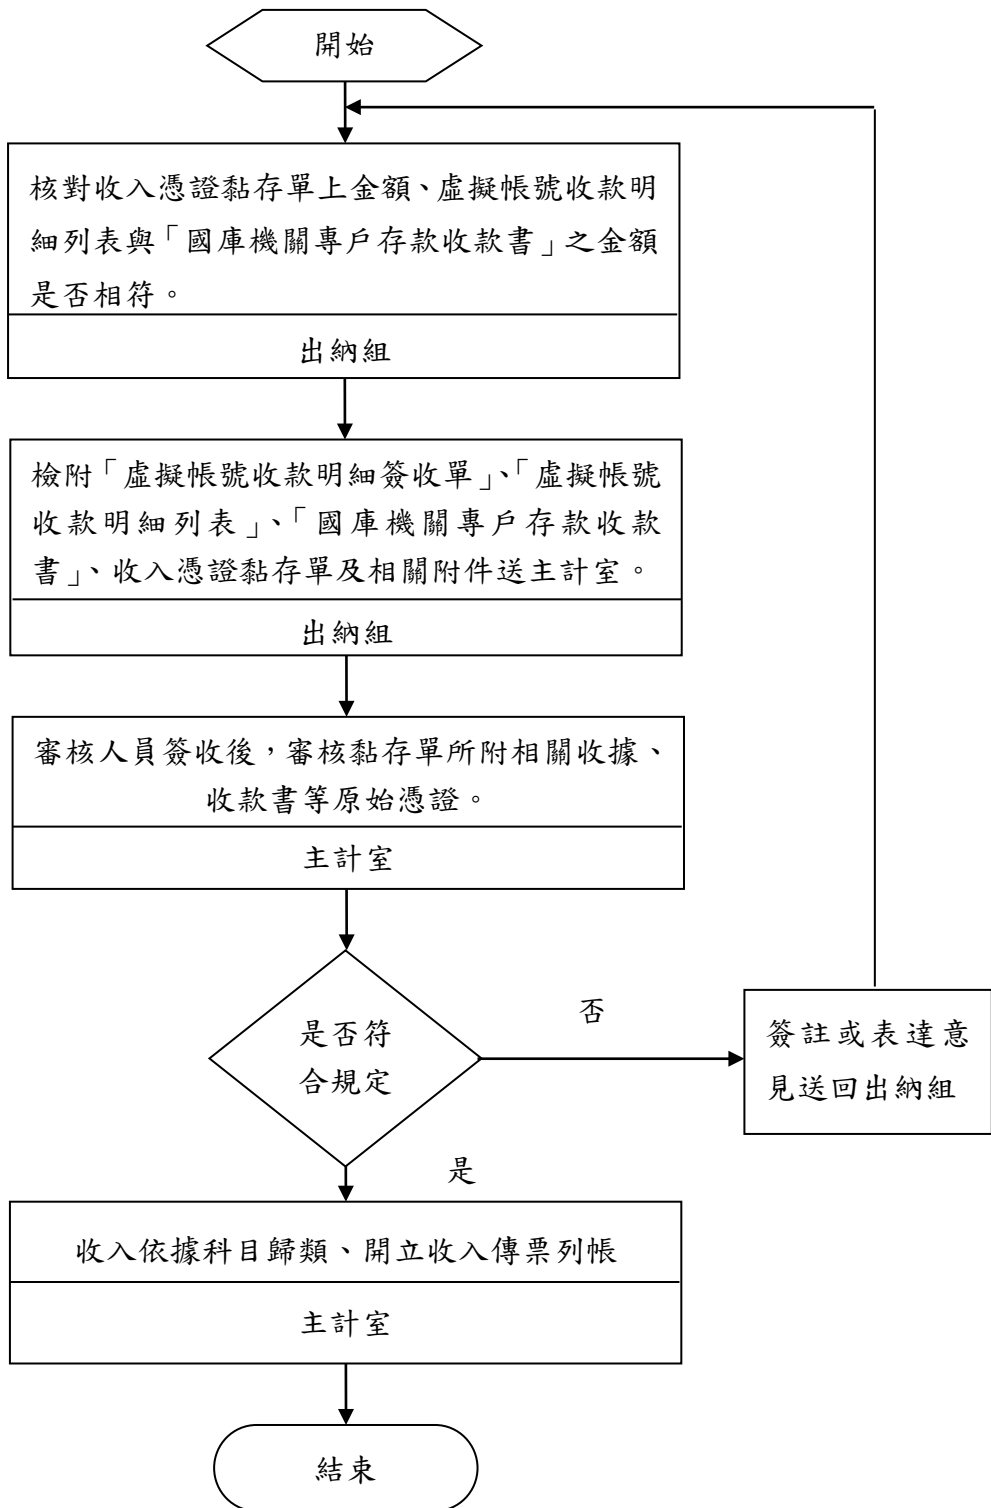 開始
核對收入憑證黏存單上金額、虛擬帳號收款明
細列表與「國庫機關專戶存款收款書」之金額
是否相符。
出納組
檢附「虛擬帳號收款明細簽收單」、「虛擬帳號
收款明細列表」、「國庫機關專戶存款收款
書」、收入憑證黏存單及相關附件送主計室。
出納組
審核人員簽收後，審核黏存單所附相關收據、
收款書等原始憑證。
主計室
是否符
合規定
否
簽註或表達意
見送回出納組
是
收入依據科目歸類、開立收入傳票列帳
主計室
結束